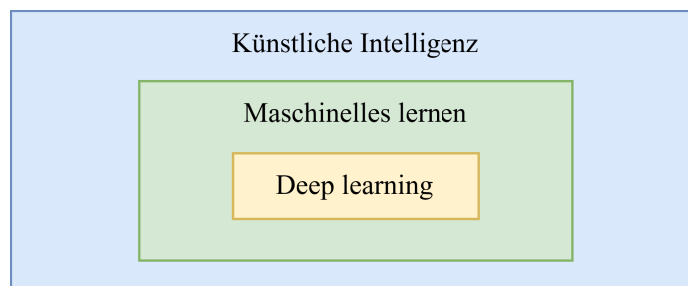 Künstliche Intelligenz
Maschinelles lernen
Deep learning